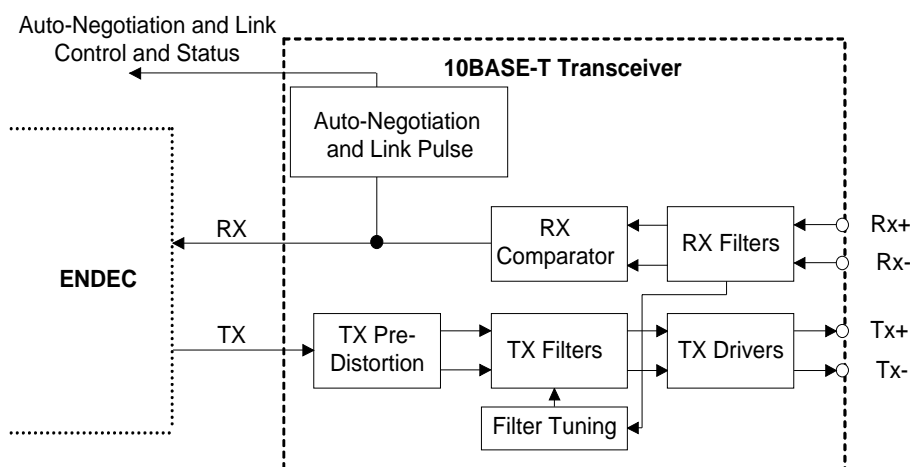 Auto-Negotiation and Link
Control and Status
10BASE-T Transceiver
Auto-Negotiation
and Link Pulse
RX
RX
Comparator
RX Filters
Rx+
Rx-
ENDEC
TX
TX Pre-
Distortion
TX Filters
TX Drivers
Tx+
Tx-
Filter Tuning